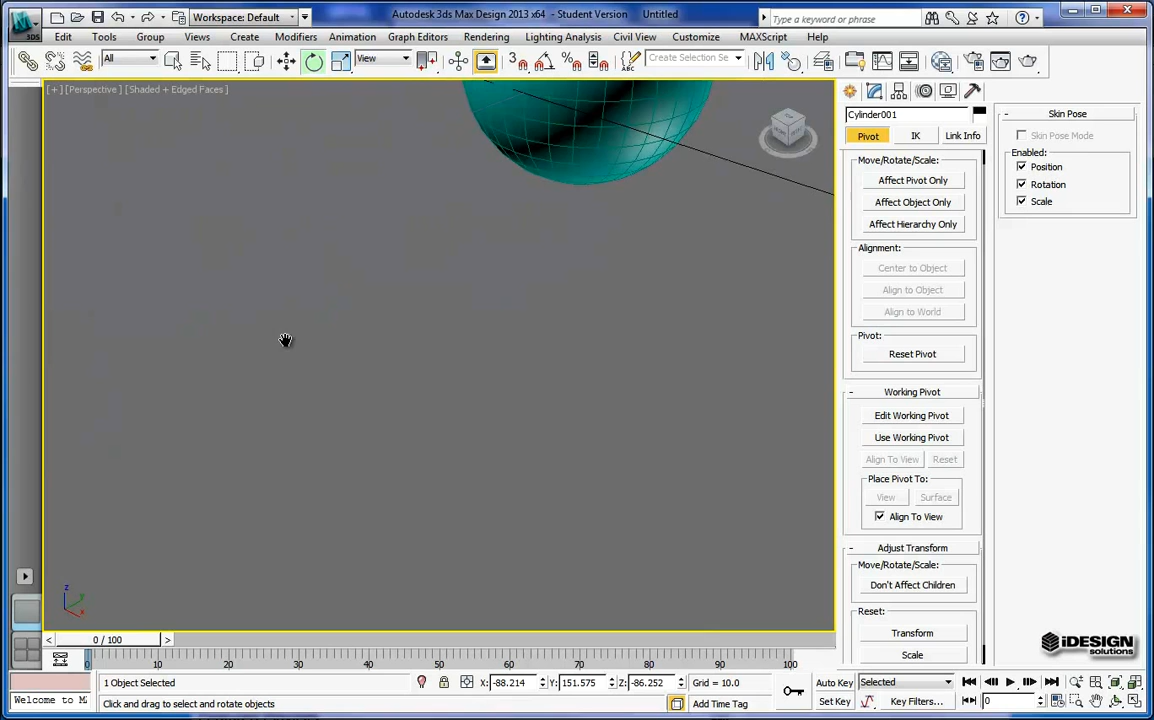 Workspace: Default
Autodesk 3ds Max Design 2013 x64 - Student Version Untitled
Type a keyword or phrase
3DS
Edit Tools Group Views Create Modifiers Animation Graph Editors Rendering Lighting Analysis Civil View Customize MAXScript Help
All
View
3
Create Selection Se
[+] [Perspective] [Shaded + Edged Faces]
Cylinder001
Pivot IK Link Info
Move/Rotate/Scale:
Affect Pivot Only
Affect Object Only
Affect Hierarchy Only
Alignment:
Center to Object
Align to Object
Align to World
Pivot:
Reset Pivot
- Working Pivot
Edit Working Pivot
Use Working Pivot
Align To View Reset
Place Pivot To:
View Surface
Align To View
- Adjust Transform
Move/Rotate/Scale:
Don't Affect Children
Reset:
Transform
Scale
- Skin Pose
Skin Pose Mode
Enabled:
Position
Rotation
Scale
z
y
x
iDESIGN
solutions
< 0 / 100 >
0 10 20 30 40 50 60 70 80 90 100
1 Object Selected
X: -88.214 Y: 151.575 Z: -86.252 Grid = 10.0
Auto Key Selected
Welcome to M
Click and drag to select and rotate objects
Add Time Tag
Set Key Key Filters... 0